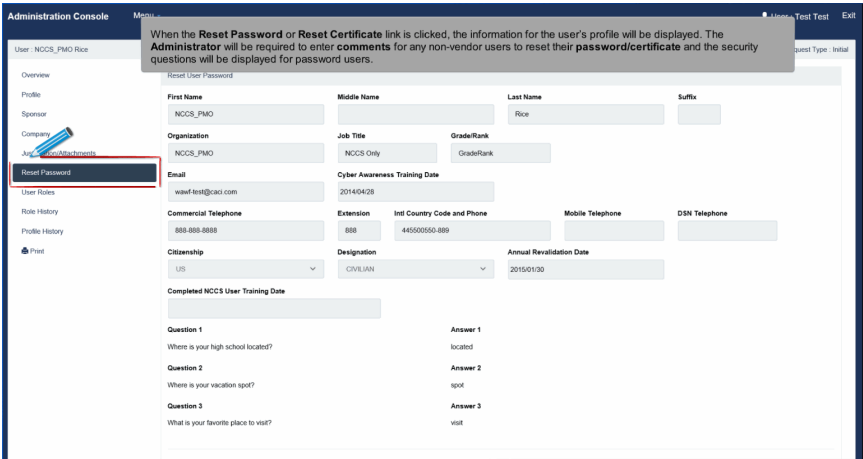 Administration Console
Menu
User : Test Test
Exit
When the Reset Password or Reset Certificate link is clicked, the information for the user's profile will be displayed. The
Administrator will be required to enter comments for any non-vendor users to reset their password/certificate and the security
questions will be displayed for password users.
User : NCCS_PMO Rice
quest Type : Initial
Overview
Profile
Sponsor
Company
Reset Password
User Roles
Role History
Profile History
Print
Reset User Password
First Name
Middle Name
Last Name
Suffix
NCCS_PMO
Rice
Organization
Job Title
Grade/Rank
NCCS_PMO
NCCS Only
GradeRank
Email
Cyber Awareness Training Date
wawf-test@caci.com
2014/04/28
Commercial Telephone
Extension
Intl Country Code and Phone
Mobile Telephone
DSN Telephone
888-888-8888
888
445500550-889
Citizenship
Designation
Annual Revalidation Date
US
CIVILIAN
2015/01/30
Completed NCCS User Training Date
Question 1
Answer 1
Where is your high school located?
located
Question 2
Answer 2
Where is your vacation spot?
spot
Question 3
Answer 3
What is your favorite place to visit?
visit